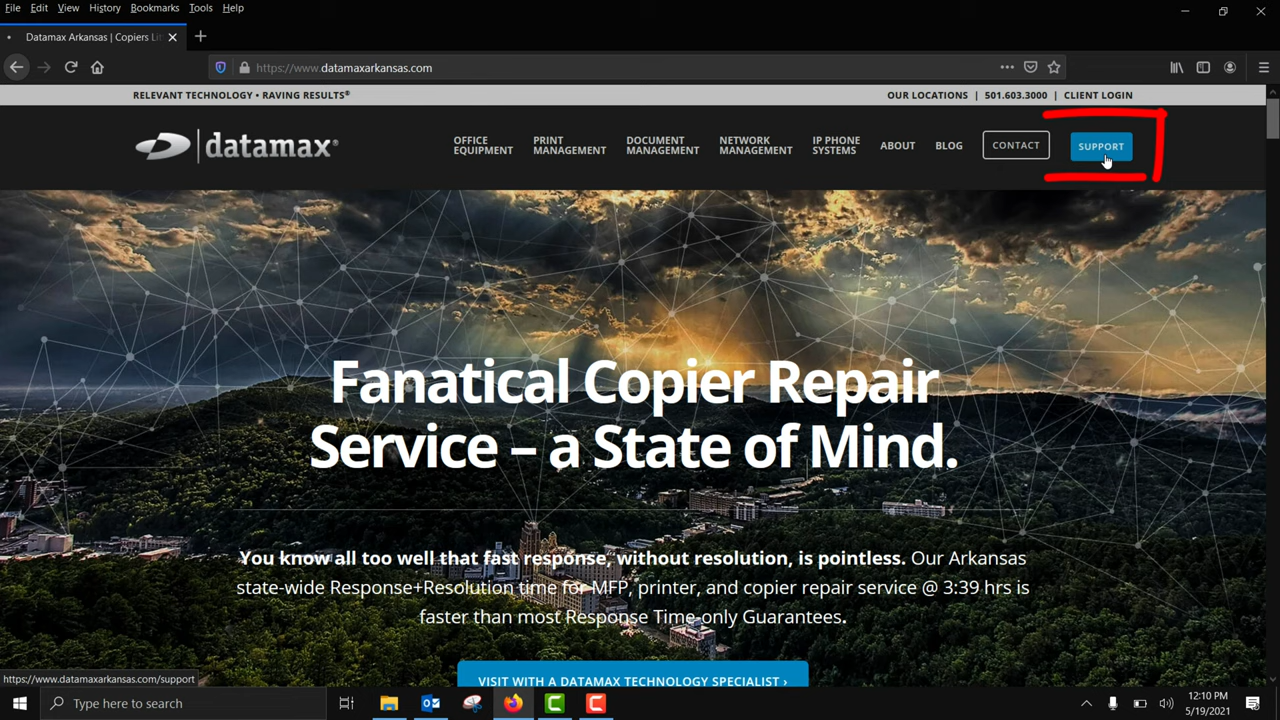 File Edit View History Bookmarks Tools Help
Datamax Arkansas | Copiers Lit
https://www.datamaxarkansas.com
RELEVANT TECHNOLOGY • RAVING RESULTS®
OUR LOCATIONS | 501.603.3000 | CLIENT LOGIN
datamax®
OFFICE EQUIPMENT
PRINT MANAGEMENT
DOCUMENT MANAGEMENT
NETWORK MANAGEMENT
IP PHONE SYSTEMS
ABOUT
BLOG
CONTACT
SUPPORT
Fanatical Copier Repair
Service – a State of Mind.
You know all too well that fast response, without resolution, is pointless. Our Arkansas
state-wide Response+Resolution time for MFP, printer, and copier repair service @ 3:39 hrs is
faster than most Response Time-only Guarantees.
VISIT WITH A DATAMAX TECHNOLOGY SPECIALIST ›
https://www.datamaxarkansas.com/support
Type here to search
12:10 PM
5/19/2021